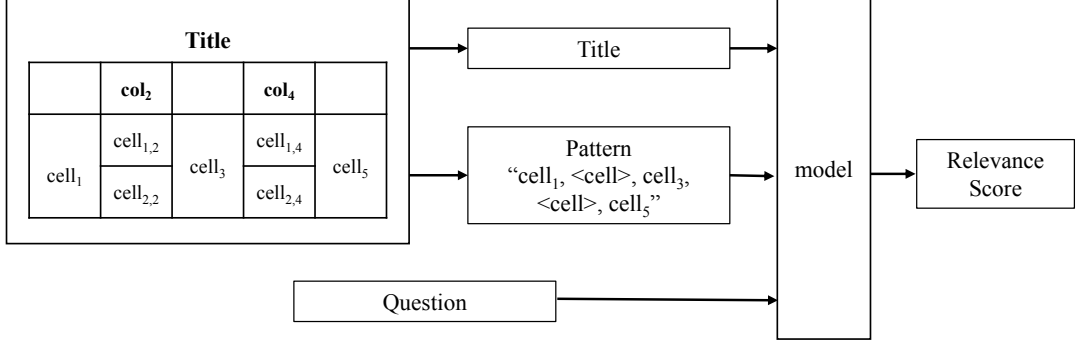 Title
col₂ col₄
cell₁ cell₁,₂ cell₃ cell₁,₄ cell₅
cell₂,₂ cell₂,₄
Title
Pattern
“cell₁, <cell>, cell₃,
<cell>, cell₅”
Question
model
Relevance
Score